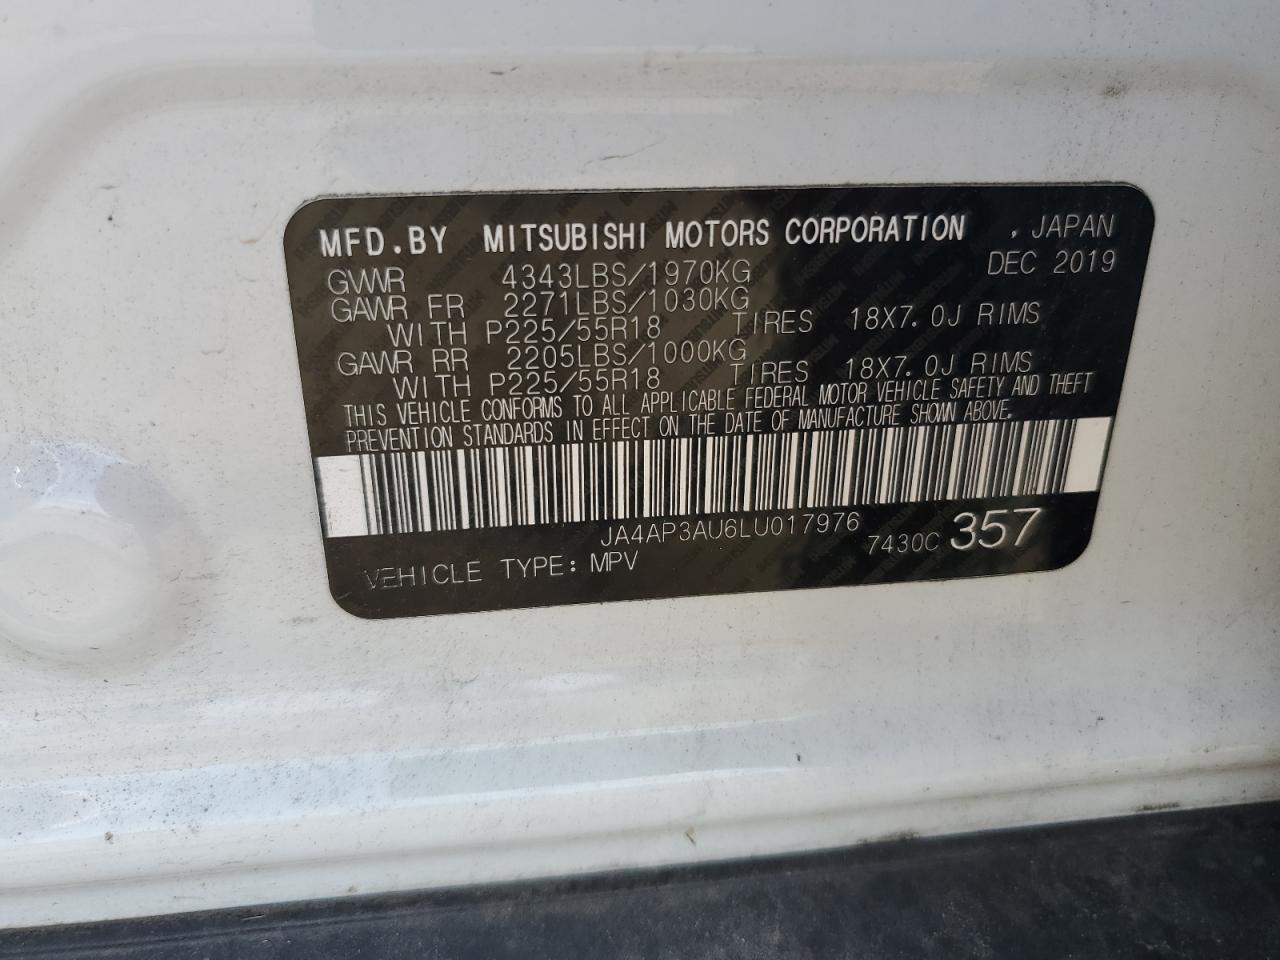 MFD.BY MITSUBISHI MOTORS CORPORATION , JAPAN
DEC 2019
GVWR 4343LBS/1970KG
GAWR FR 2271LBS/1030KG
WITH P225/55R18 TIRES 18X7.0J RIMS
GAWR RR 2205LBS/1000KG
WITH P225/55R18 TIRES 18X7.0J RIMS
THIS VEHICLE CONFORMS TO ALL APPLICABLE FEDERAL MOTOR VEHICLE SAFETY AND THEFT
PREVENTION STANDARDS IN EFFECT ON THE DATE OF MANUFACTURE SHOWN ABOVE.
JA4AP3AU6LU017976 7430C 357
VEHICLE TYPE: MPV